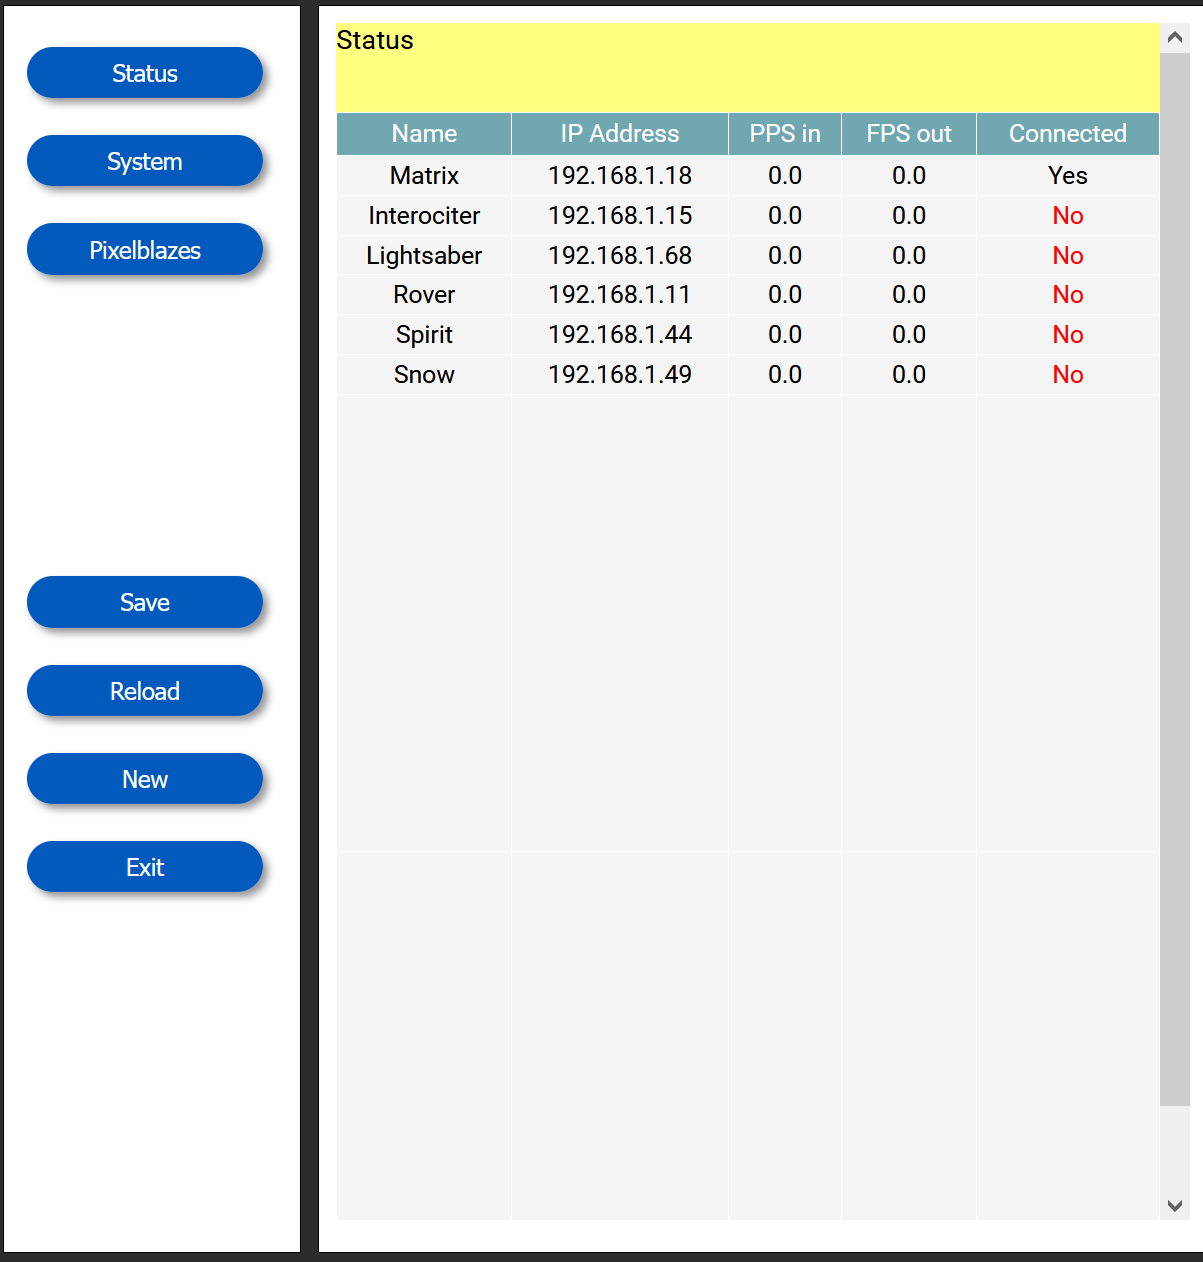 Status
System
Pixelblazes
Save
Reload
New
Exit
Status
Name IP Address PPS in FPS out Connected
Matrix 192.168.1.18 0.0 0.0 Yes
Interociter 192.168.1.15 0.0 0.0 No
Lightsaber 192.168.1.68 0.0 0.0 No
Rover 192.168.1.11 0.0 0.0 No
Spirit 192.168.1.44 0.0 0.0 No
Snow 192.168.1.49 0.0 0.0 No